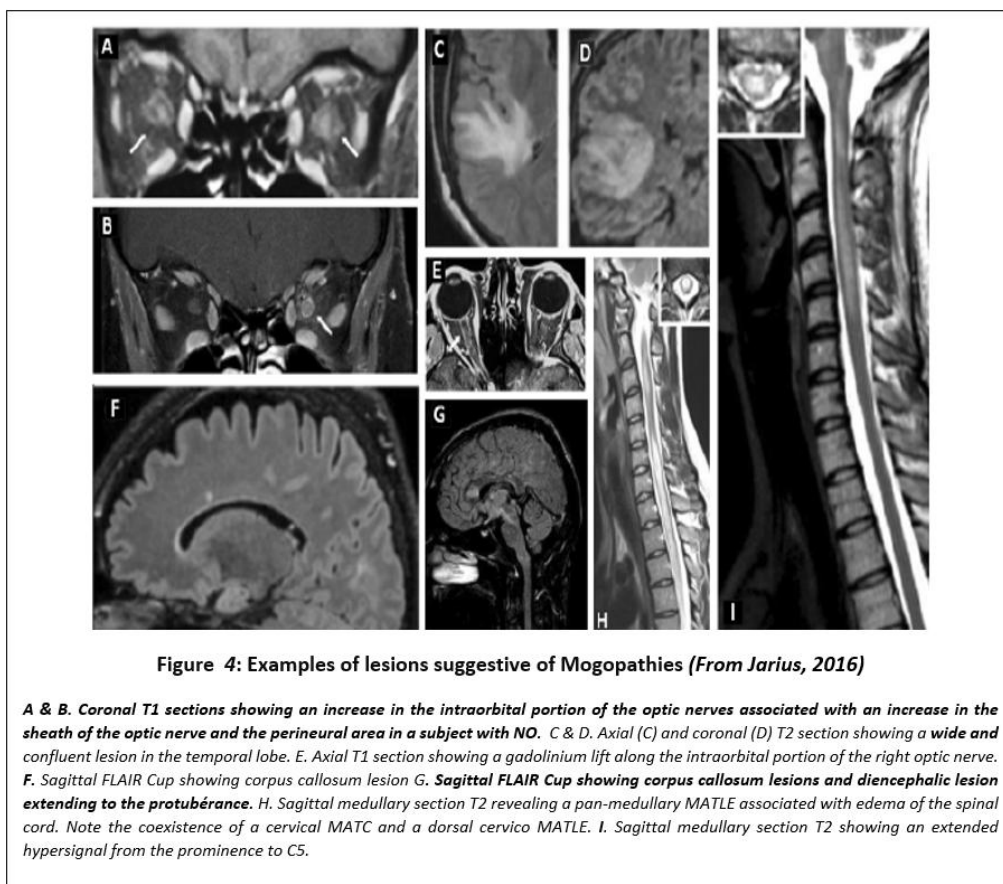 A
C
D
B
E
F
G
H
I
Figure 4: Examples of lesions suggestive of Mogopathies (From Jarius, 2016)
A & B. Coronal T1 sections showing an increase in the intraorbital portion of the optic nerves associated with an increase in the
sheath of the optic nerve and the perineural area in a subject with NO. C & D. Axial (C) and coronal (D) T2 section showing a wide and
confluent lesion in the temporal lobe. E. Axial T1 section showing a gadolinium lift along the intraorbital portion of the right optic nerve.
F. Sagittal FLAIR Cup showing corpus callosum lesion G. Sagittal FLAIR Cup showing corpus callosum lesions and diencephalic lesion
extending to the protubérance. H. Sagittal medullary section T2 revealing a pan-medullary MATLE associated with edema of the spinal
cord. Note the coexistence of a cervical MATC and a dorsal cervico MATLE. I. Sagittal medullary section T2 showing an extended
hypersignal from the prominence to C5.